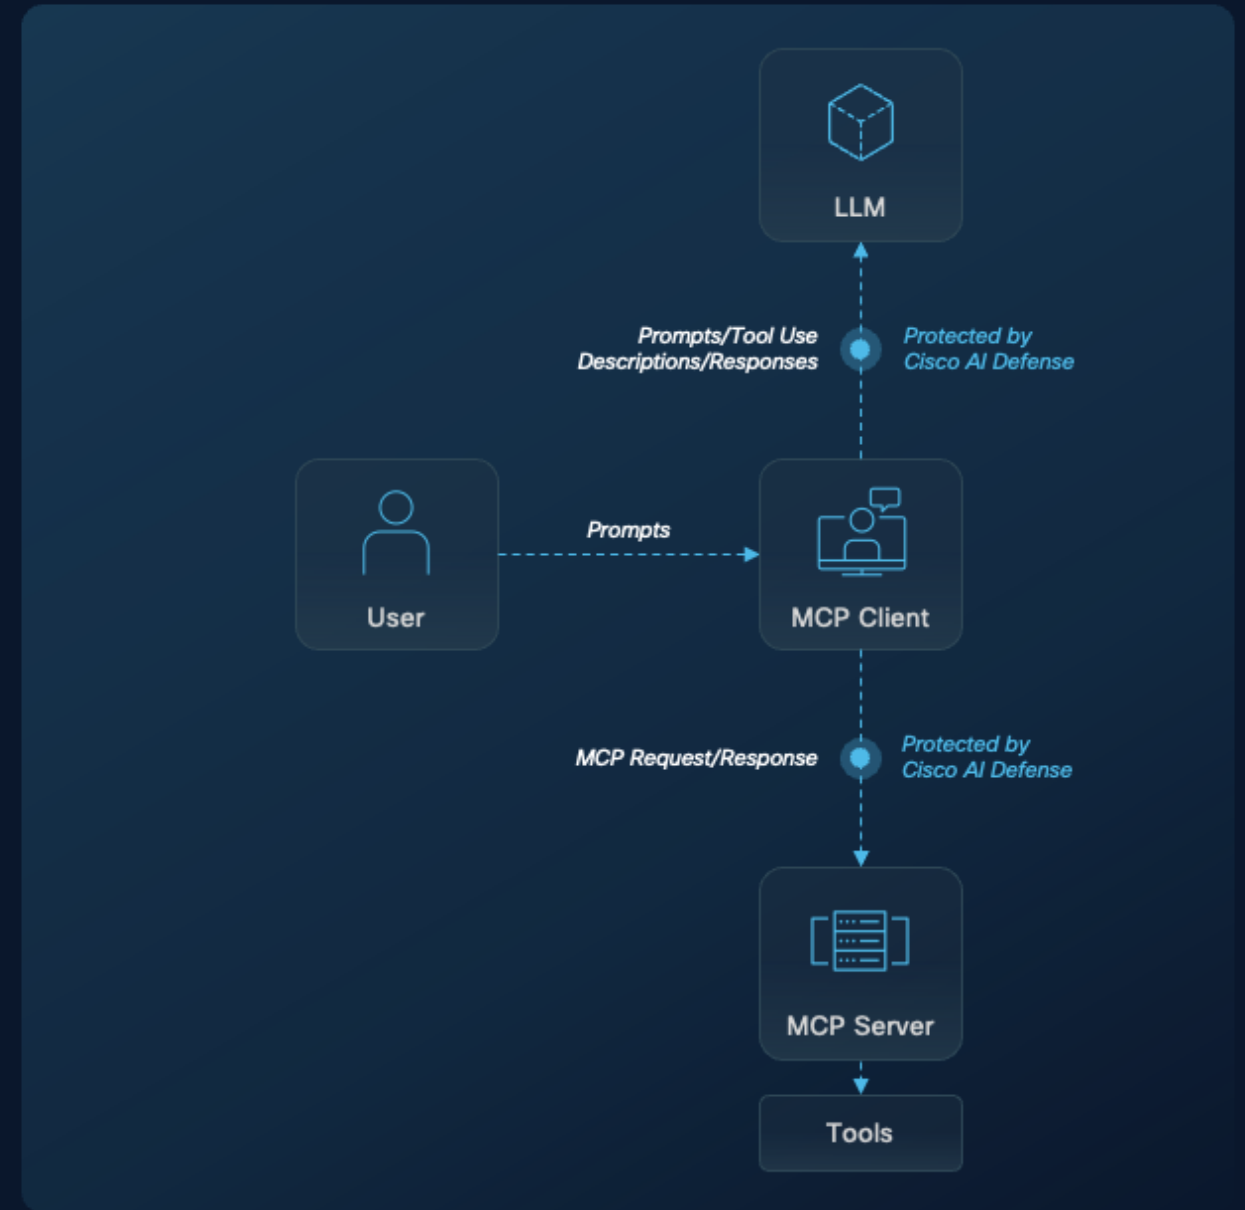 LLM
Prompts/Tool Use
Descriptions/Responses
Protected by
Cisco AI Defense
User
Prompts
MCP Client
MCP Request/Response
Protected by
Cisco AI Defense
MCP Server
Tools